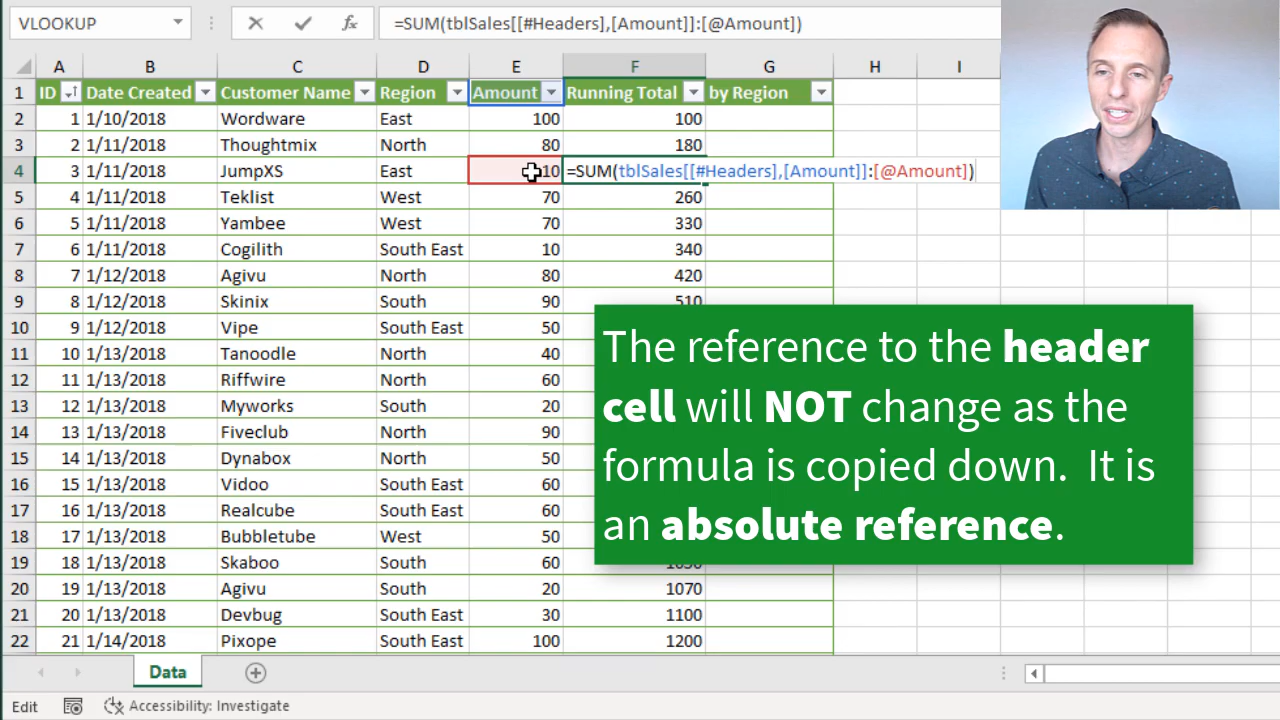 VLOOKUP =SUM(tblSales[[#Headers],[Amount]]:[@Amount])
A B C D E F G H I
1 ID Date Created Customer Name Region Amount Running Total by Region
2 1 1/10/2018 Wordware East 100 100
3 2 1/11/2018 Thoughtmix North 80 180
4 3 1/11/2018 JumpXS East 10 =SUM(tblSales[[#Headers],[Amount]]:[@Amount])
5 4 1/11/2018 Teklist West 70 260
6 5 1/11/2018 Yambee West 70 330
7 6 1/11/2018 Cogilith South East 10 340
8 7 1/12/2018 Agivu North 80 420
9 8 1/12/2018 Skinix South 90 510
10 9 1/12/2018 Vipe South East 50
11 10 1/13/2018 Tanoodle North 40
12 11 1/13/2018 Riffwire North 60
13 12 1/13/2018 Myworks South 20
14 13 1/13/2018 Fiveclub North 90
15 14 1/13/2018 Dynabox North 50
16 15 1/13/2018 Vidoo South East 60
17 16 1/13/2018 Realcube South East 60
18 17 1/13/2018 Bubbletube West 50
19 18 1/13/2018 Skaboo South 60
20 19 1/13/2018 Agivu South 20 1070
21 20 1/13/2018 Devbug South East 30 1100
22 21 1/14/2018 Pixope South East 100 1200
The reference to the header
cell will NOT change as the
formula is copied down. It is
an absolute reference.
Data
Edit Accessibility: Investigate